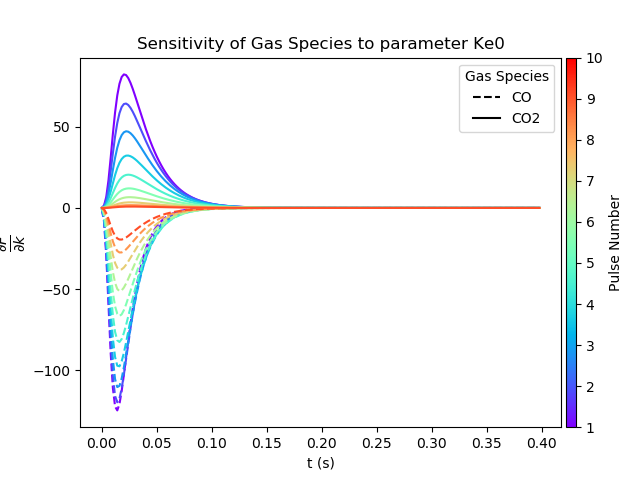 Sensitivity of Gas Species to parameter Ke0
Gas Species
CO
CO2
50
0
−50
−100
0.00 0.05 0.10 0.15 0.20 0.25 0.30 0.35 0.40
t (s)
∂k
10
9
8
7
6
5
4
3
2
1
Pulse Number